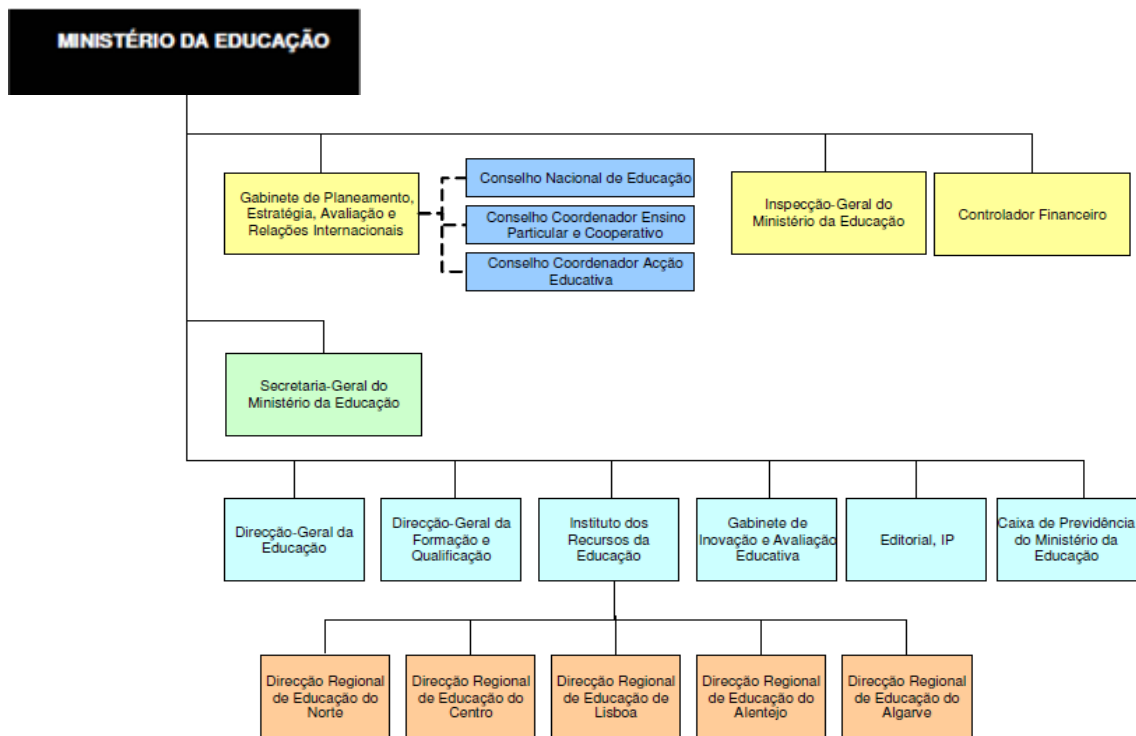 MINISTÉRIO DA EDUCAÇÃO
Gabinete de Planeamento,
Estratégia, Avaliação e
Relações Internacionais
Conselho Nacional de Educação
Conselho Coordenador Ensino
Particular e Cooperativo
Conselho Coordenador Acção
Educativa
Inspecção-Geral do
Ministério da Educação
Controlador Financeiro
Secretaria-Geral do
Ministério da Educação
Direcção-Geral da
Educação
Direcção-Geral da
Formação e
Qualificação
Instituto dos
Recursos da
Educação
Gabinete de
Inovação e Avaliação
Educativa
Editorial, IP
Caixa de Previdência
do Ministério da
Educação
Direcção Regional
de Educação do
Norte
Direcção Regional
de Educação do
Centro
Direcção Regional
de Educação de
Lisboa
Direcção Regional
de Educação do
Alentejo
Direcção Regional
de Educação do
Algarve